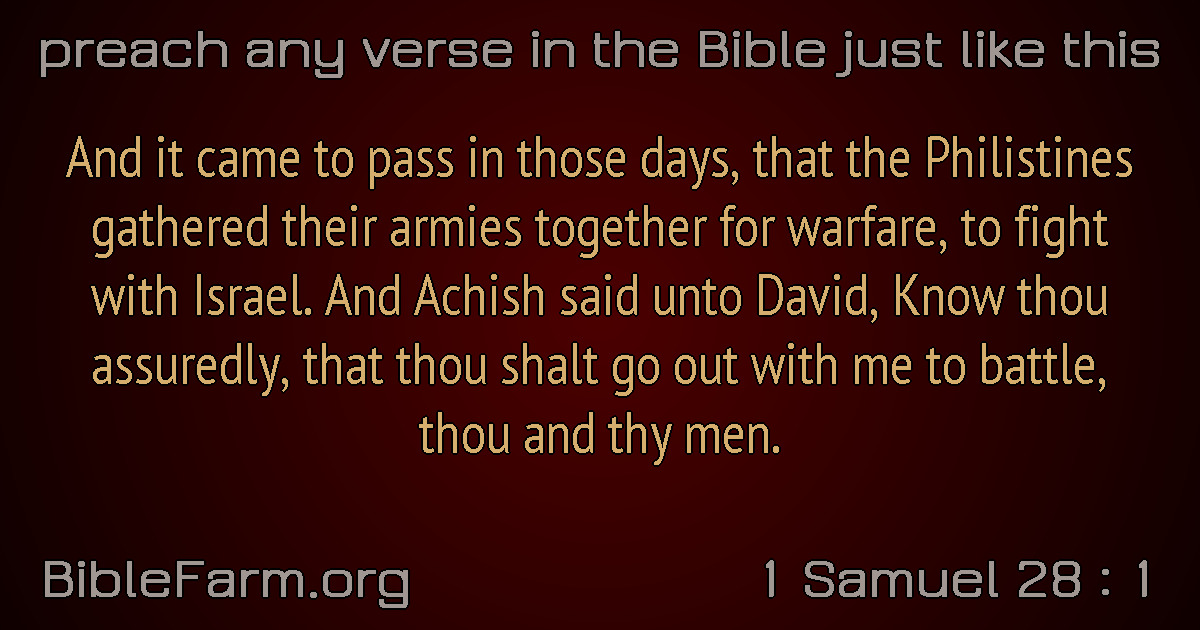 preach any verse in the Bible just like this
And it came to pass in those days, that the Philistines
gathered their armies together for warfare, to fight
with Israel. And Achish said unto David, Know thou
assuredly, that thou shalt go out with me to battle,
thou and thy men.
BibleFarm.org
1 Samuel 28 : 1